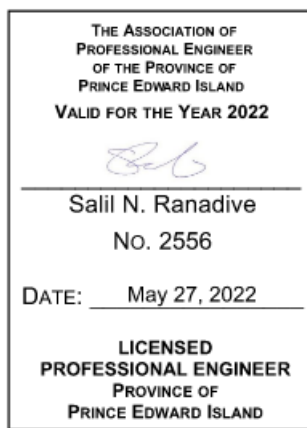 THE ASSOCIATION OF
PROFESSIONAL ENGINEER
OF THE PROVINCE OF
PRINCE EDWARD ISLAND
VALID FOR THE YEAR 2022
Salil N. Ranadive
NO. 2556
DATE: May 27, 2022
LICENSED
PROFESSIONAL ENGINEER
PROVINCE OF
PRINCE EDWARD ISLAND